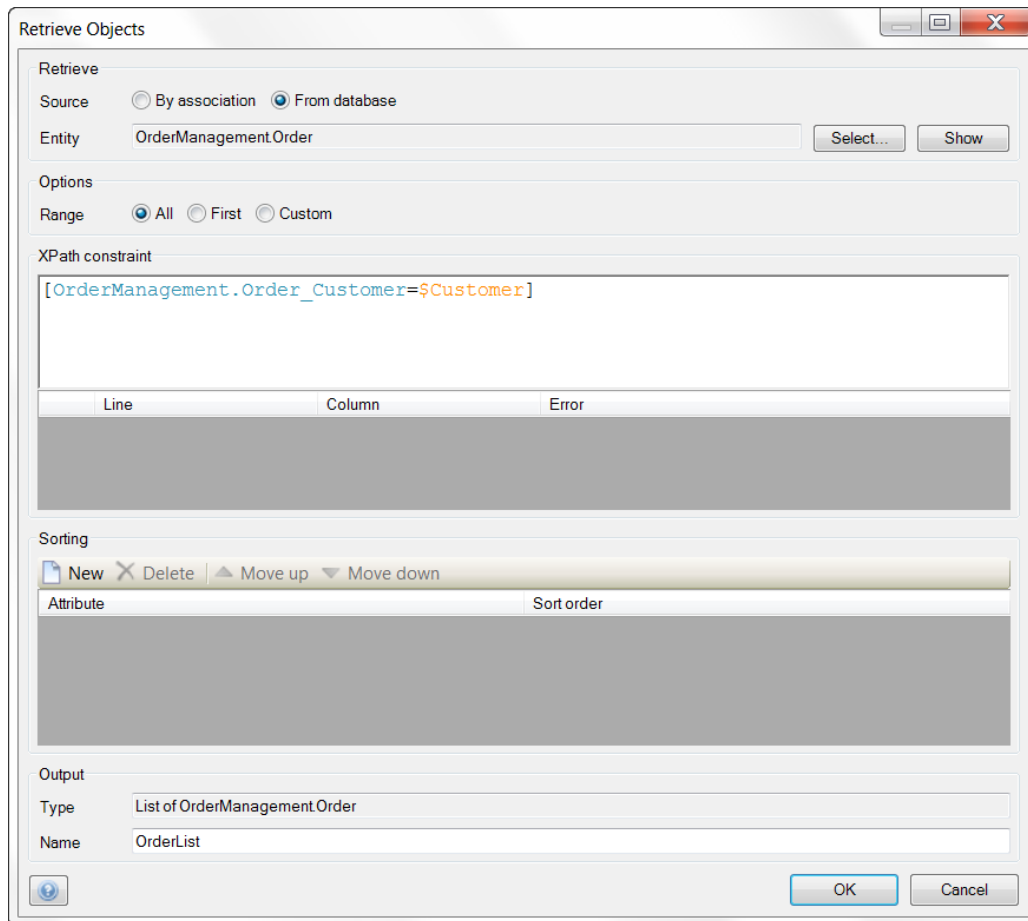 Retrieve Objects
Retrieve
Source By association From database
Entity OrderManagement.Order Select... Show
Options
Range All First Custom
XPath constraint
[OrderManagement.Order_Customer=$Customer]
Line Column Error
Sorting
New Delete Move up Move down
Attribute Sort order
Output
Type List of OrderManagement.Order
Name OrderList
OK Cancel